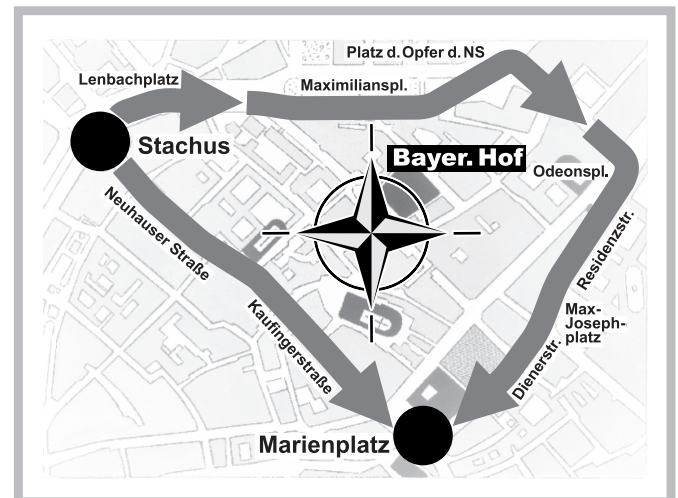 Platz d. Opfer d. NS
Lenbachplatz
Maximilianspl.
Stachus
Bayer. Hof
Odeonspl.
Neuhauser Straße
Residenzstr.
Kaufingerstraße
Max-
Joseph-
platz
Dienerstr.
Marienplatz